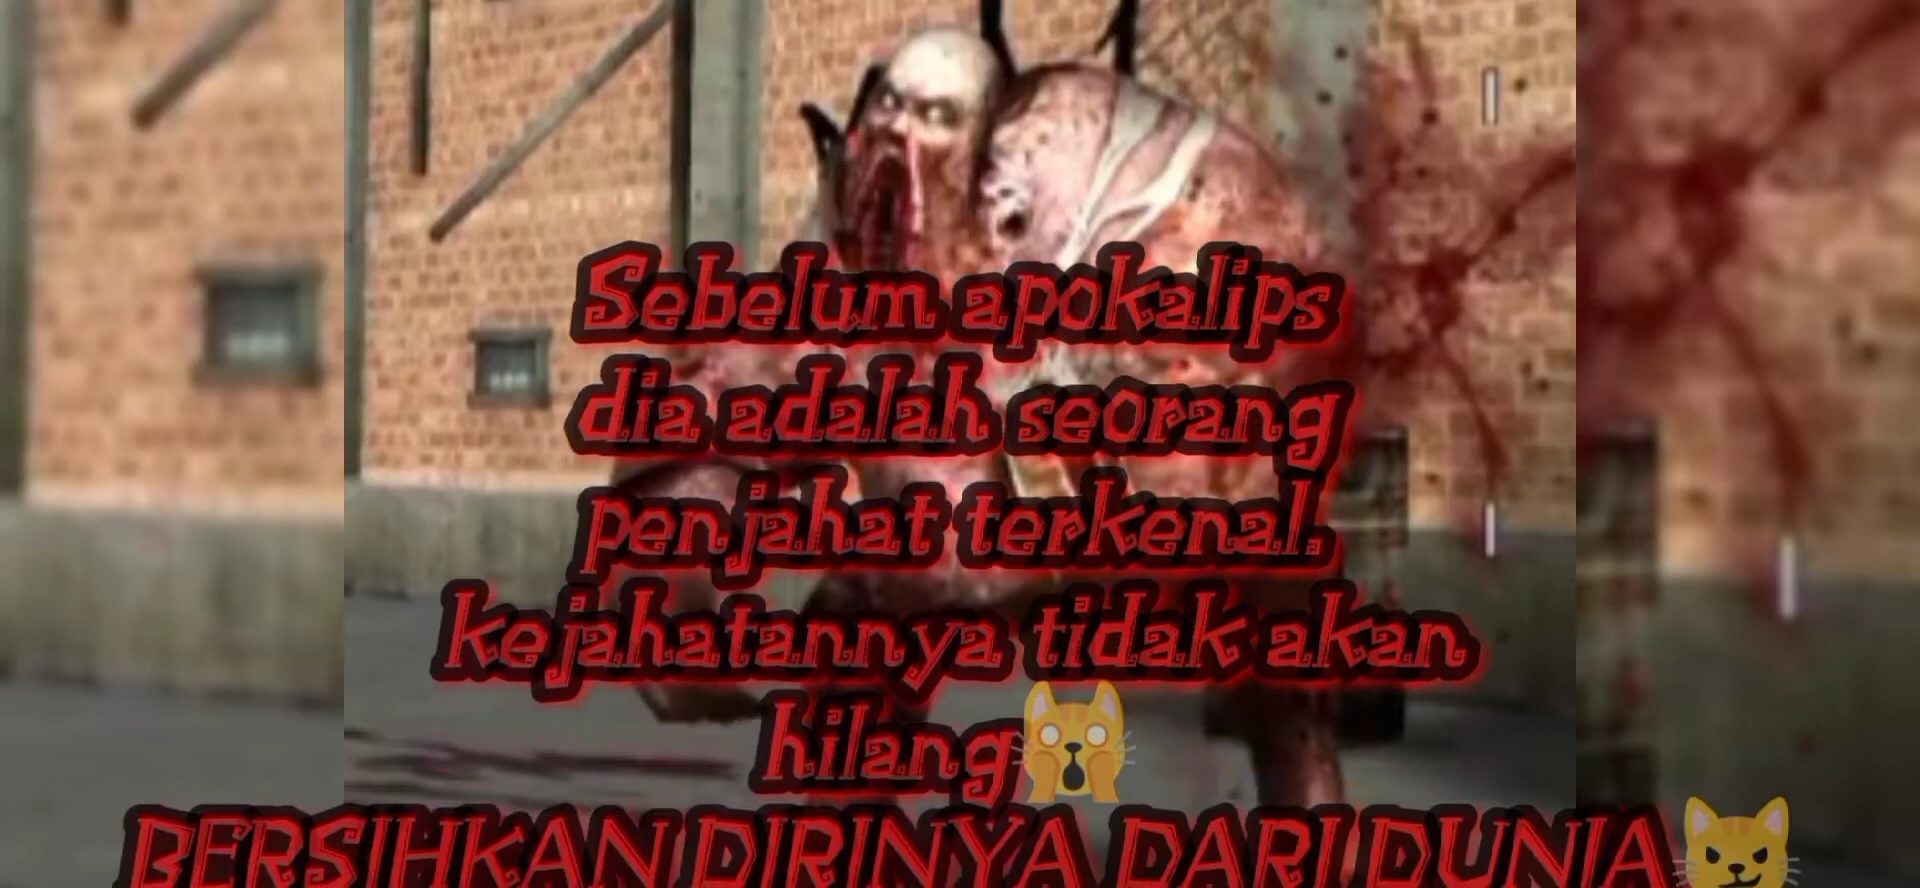 Sebelum apokalips
dia adalah seorang
penjahat terkenal.
kejahatannya tidak akan
hilang🙀
BERSIHKAN DIRINYA DARI DUNIA😼